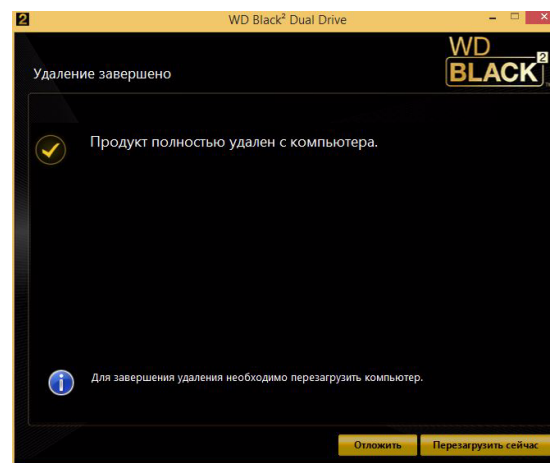 2 WD Black² Dual Drive
WD
BLACK 2
Удаление завершено
Продукт полностью удален с компьютера.
Для завершения удаления необходимо перезагрузить компьютер.
Отложить Перезагрузить сейчас